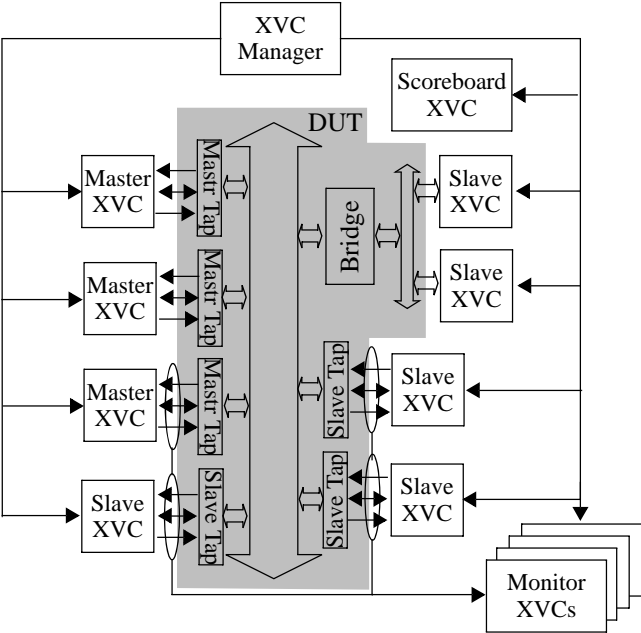 XVC
Manager
Scoreboard
XVC
DUT
Master
XVC
Mastr Tap
Bridge
Slave
XVC
Master
XVC
Mastr Tap
Slave
XVC
Master
XVC
Mastr Tap
Slave Tap
Slave
XVC
Slave
XVC
Slave Tap
Slave Tap
Slave
XVC
Monitor
XVCs